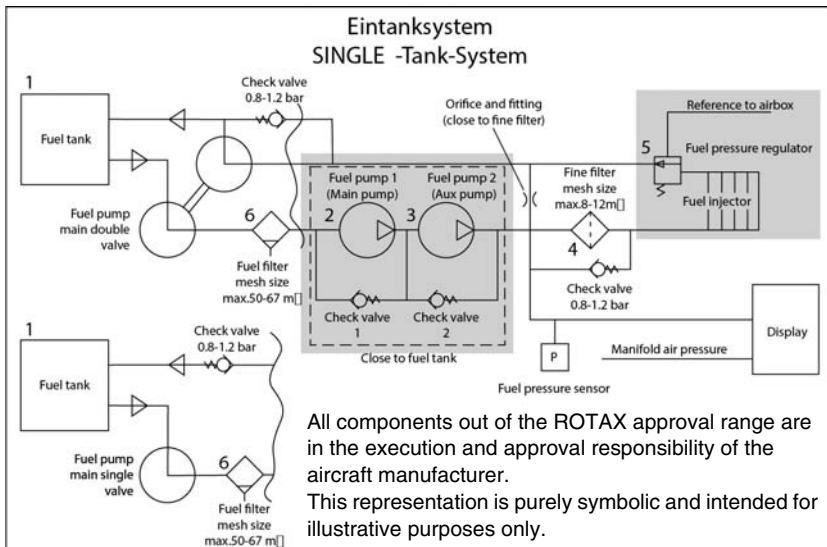 Eintanksystem
SINGLE -Tank-System
1
Fuel tank
Check valve
0.8-1.2 bar
Fuel pump
main double
valve
6
Fuel filter
mesh size
max.50-67 m[]
Fuel pump 1
(Main pump)
2
Fuel pump 2
(Aux pump)
3
Check valve
1
Check valve
2
Close to fuel tank
Orifice and fitting
(close to fine filter)
Fine filter
mesh size
max.8-12m[]
4
Check valve
0.8-1.2 bar
Reference to airbox
5
Fuel pressure regulator
Fuel injector
P
Fuel pressure sensor
Manifold air pressure
Display
1
Fuel tank
Check valve
0.8-1.2 bar
Fuel pump
main single
valve
6
Fuel filter
mesh size
max.50-67 m[]
All components out of the ROTAX approval range are
in the execution and approval responsibility of the
aircraft manufacturer.
This representation is purely symbolic and intended for
illustrative purposes only.